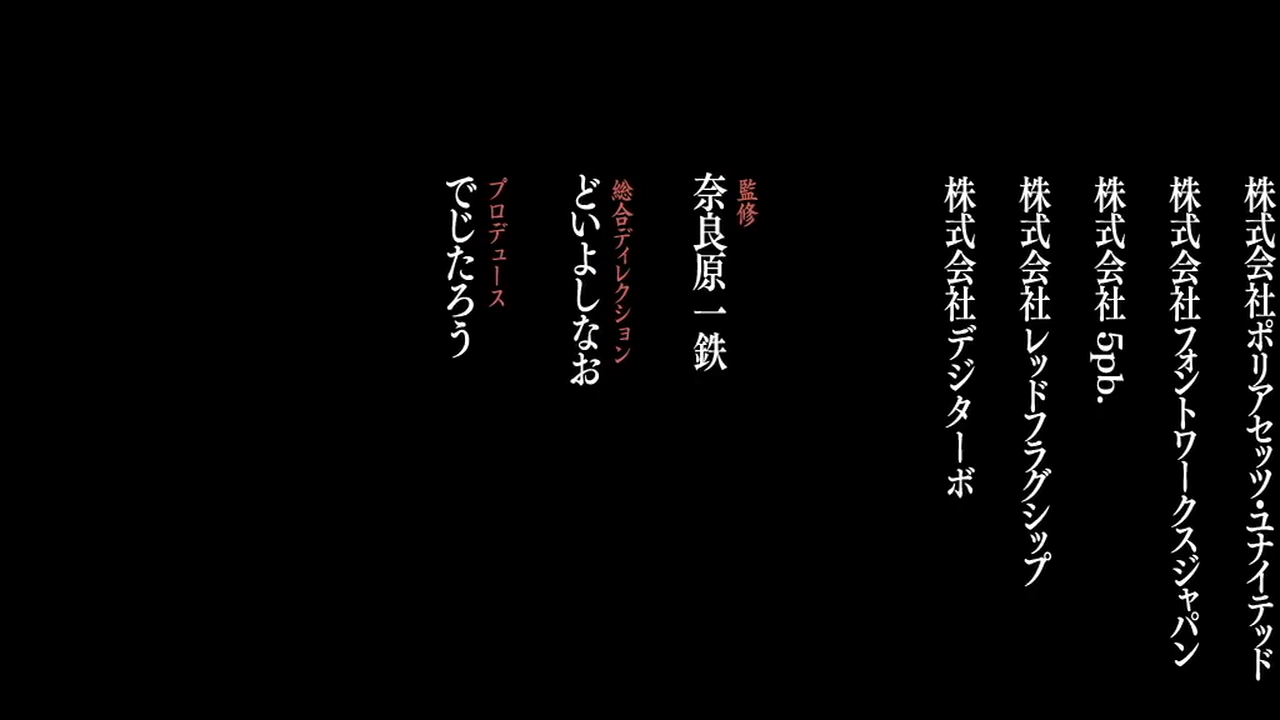 株式会社ポリアセッツ・ユナイテッド
株式会社フォントワークスジャパン
株式会社 5pb.
株式会社レッドフラグシップ
株式会社デジターボ
監修
奈良原一鉄
総合ディレクション
どいよしなお
プロデュース
でじたろう